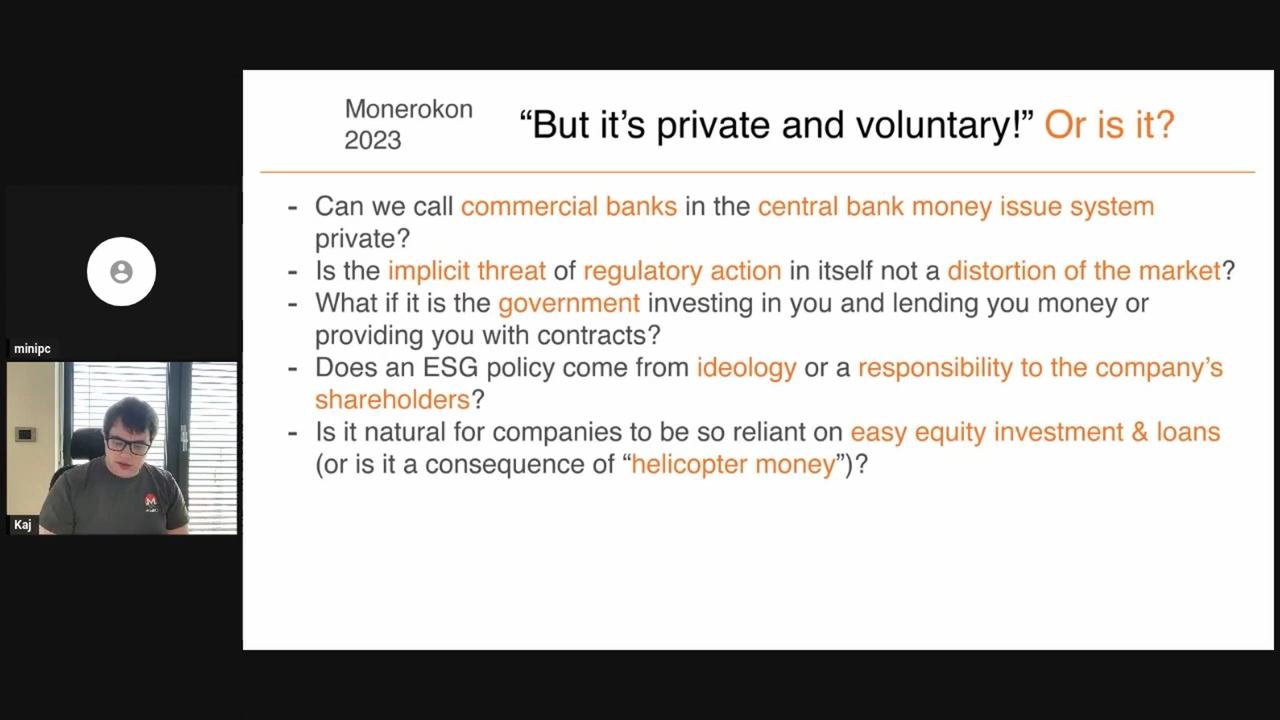 Monerokon
2023
“But it’s private and voluntary!” Or is it?
- Can we call commercial banks in the central bank money issue system
private?
- Is the implicit threat of regulatory action in itself not a distortion of the market?
- What if it is the government investing in you and lending you money or
providing you with contracts?
- Does an ESG policy come from ideology or a responsibility to the company’s
shareholders?
- Is it natural for companies to be so reliant on easy equity investment & loans
(or is it a consequence of “helicopter money”)?
minipc
Kaj